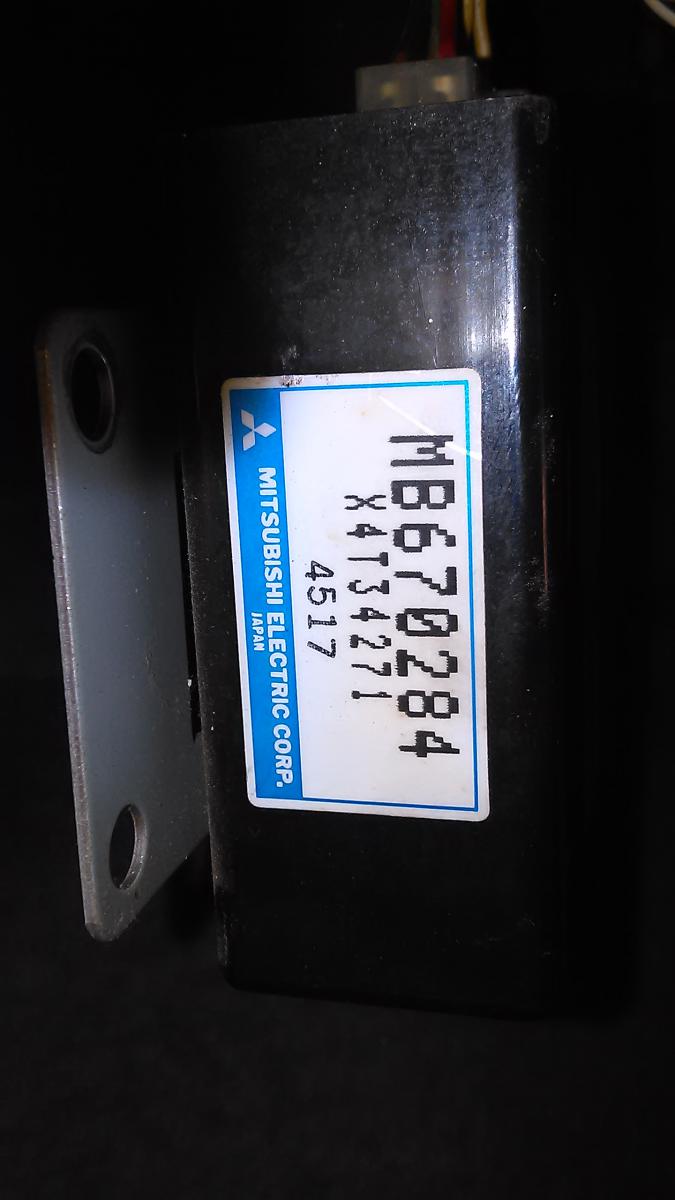 MB670284
X4T34271
4517
MITSUBISHI ELECTRIC CORP.
JAPAN